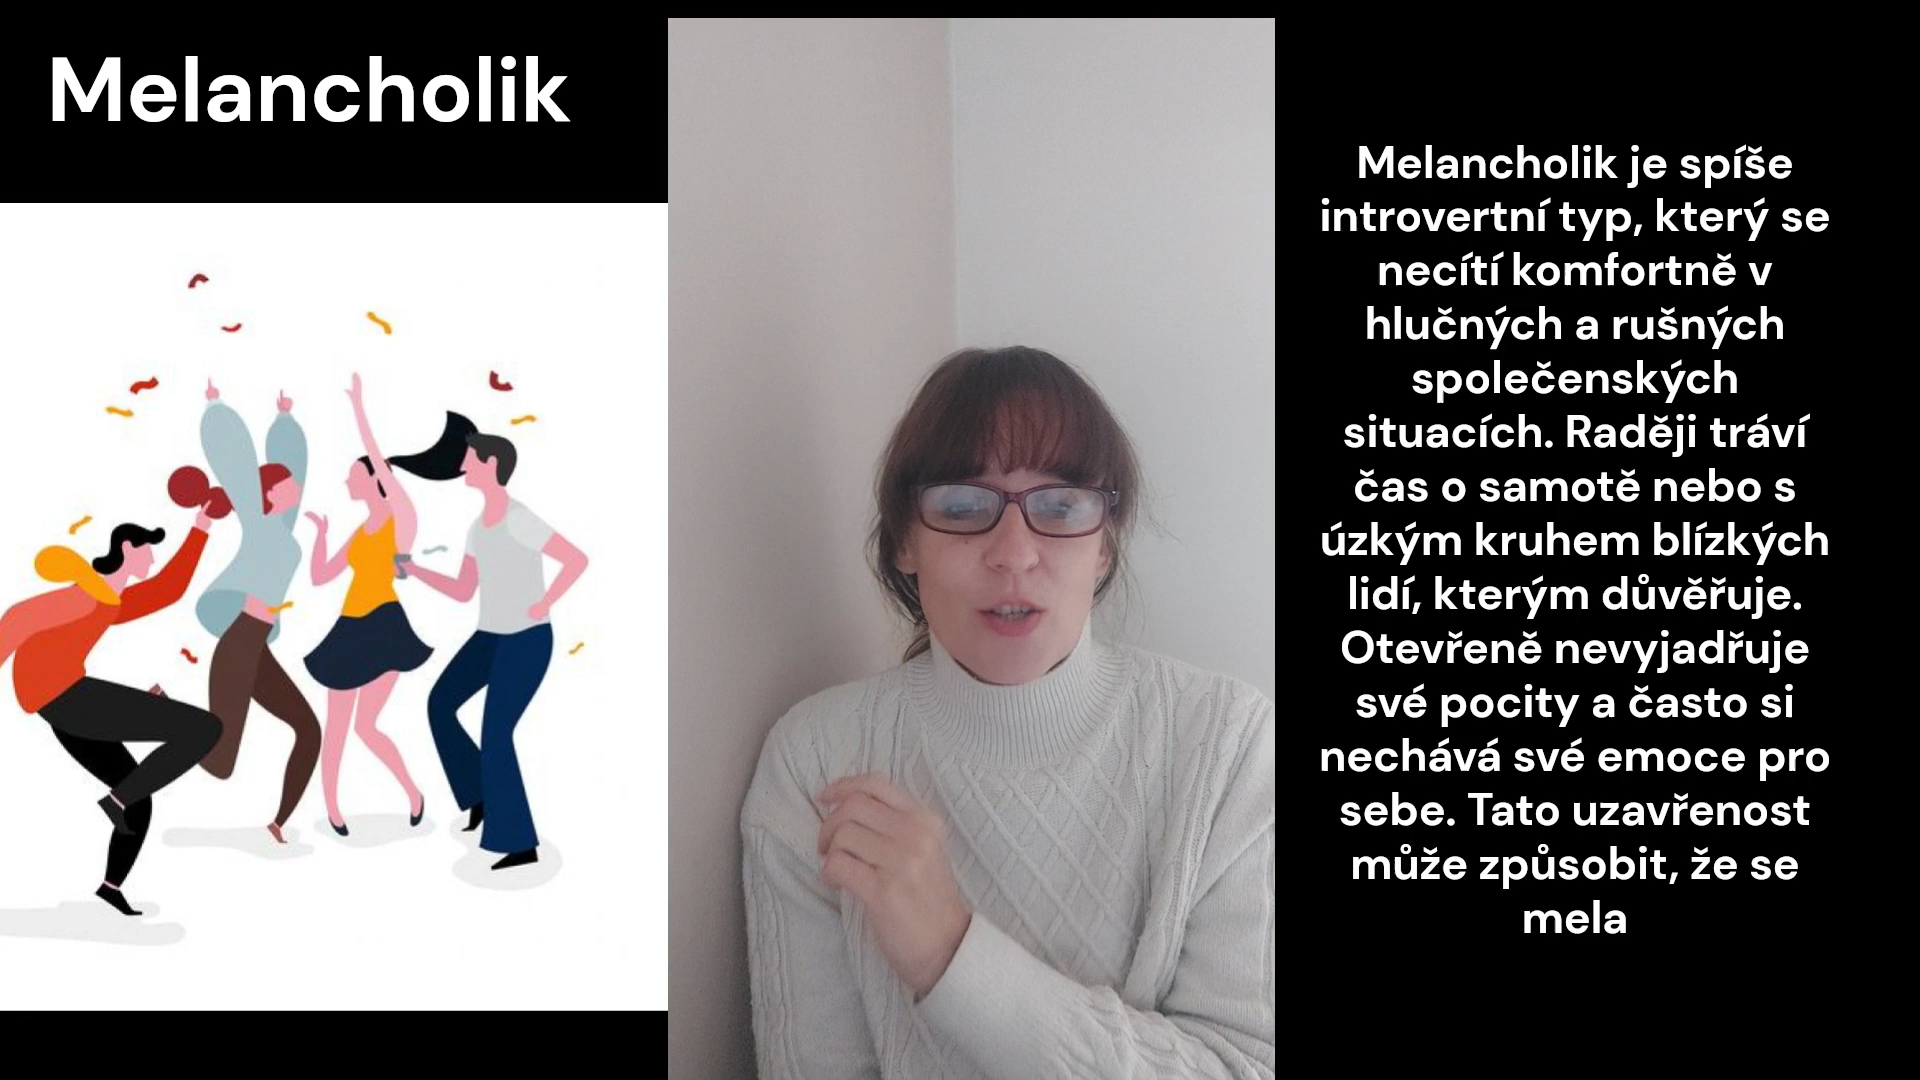 Melancholik
Melancholik je spíše
introvertní typ, který se
necítí komfortně v
hlučných a rušných
společenských
situacích. Raději tráví
čas o samotě nebo s
úzkým kruhem blízkých
lidí, kterým důvěřuje.
Otevřeně nevyjadřuje
své pocity a často si
nechává své emoce pro
sebe. Tato uzavřenost
může způsobit, že se
mela